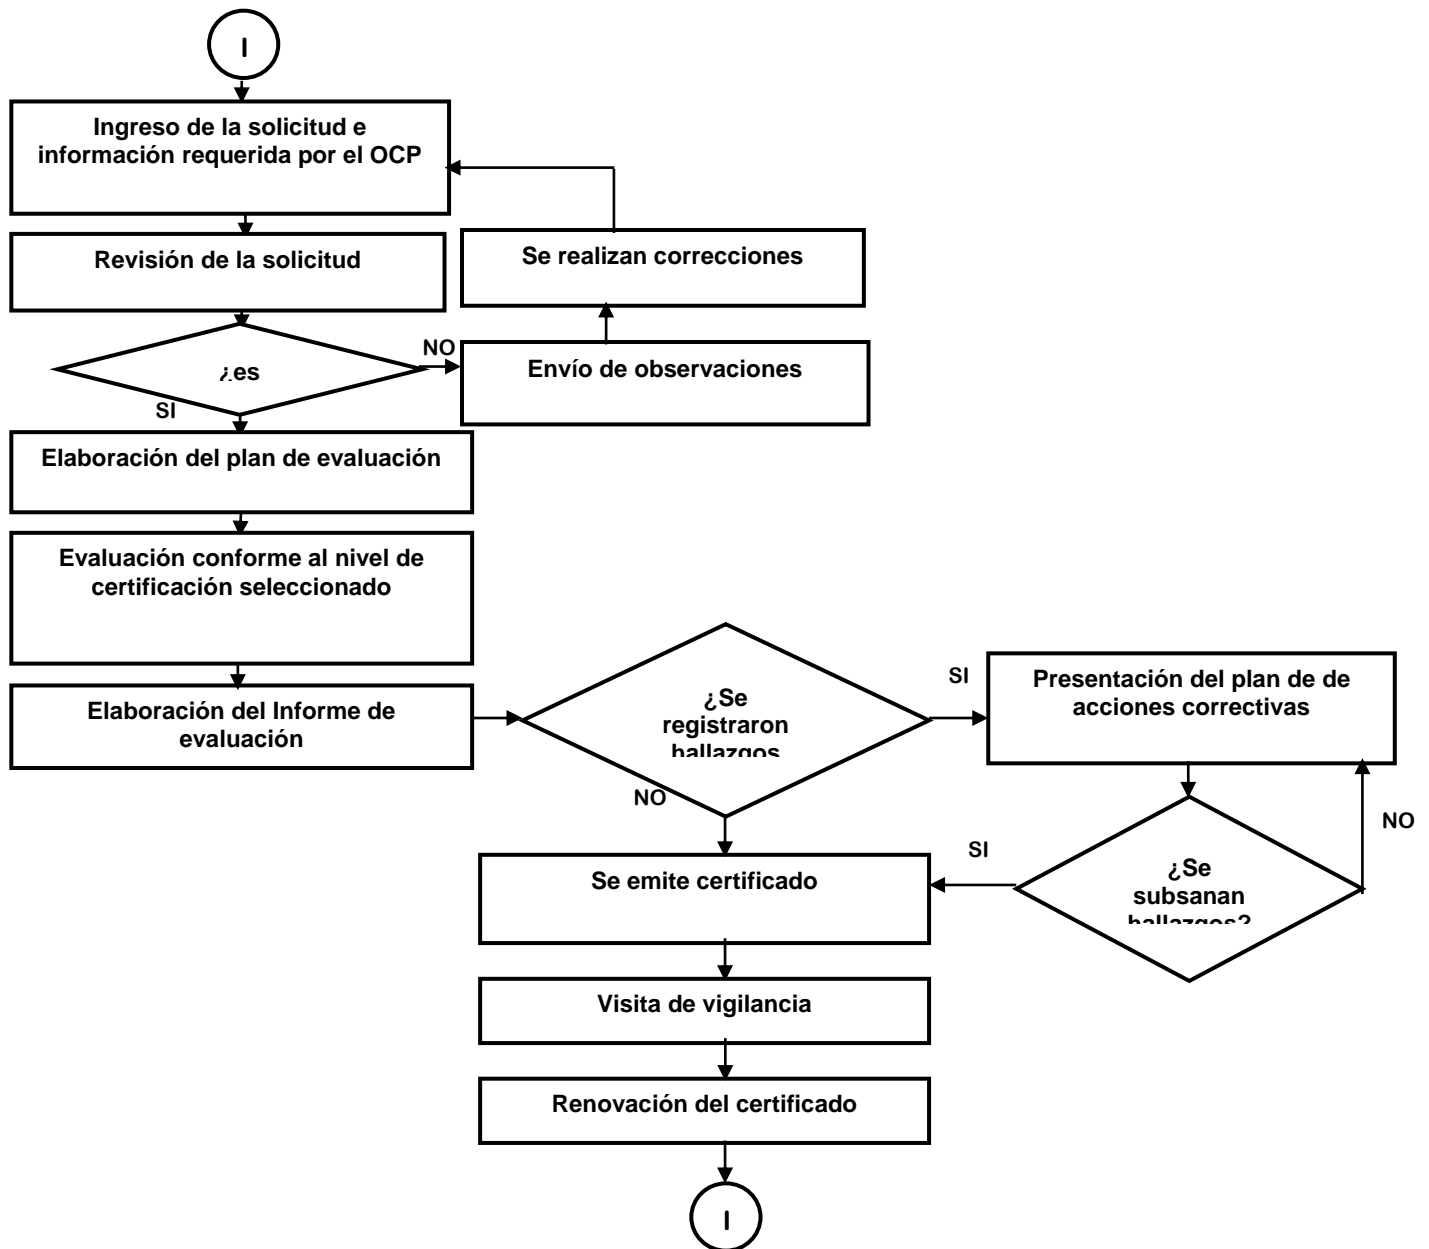 I
Ingreso de la solicitud e
información requerida por el OCP
Revisión de la solicitud
Se realizan correcciones
¿es
NO
Envío de observaciones
SI
Elaboración del plan de evaluación
Evaluación conforme al nivel de
certificación seleccionado
Elaboración del Informe de
evaluación
¿Se
registraron
hallazgos
SI
Presentación del plan de de
acciones correctivas
NO
NO
SI
¿Se
subsanan
hallazgos?
Se emite certificado
Visita de vigilancia
Renovación del certificado
I